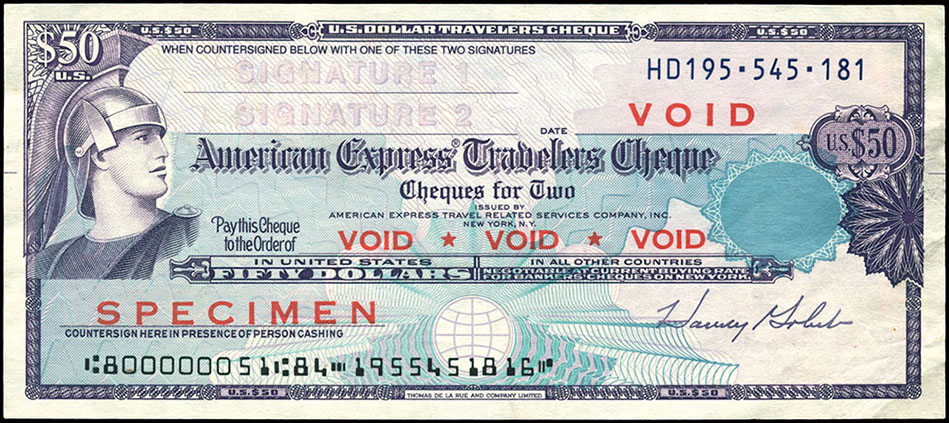 U.S.$50 U.S. DOLLAR TRAVELERS CHEQUE U.S.$50
$50
U.S.
WHEN COUNTERSIGNED BELOW WITH ONE OF THESE TWO SIGNATURES
SIGNATURE 1
HD195·545·181
SIGNATURE 2
VOID
DATE
U.S.$50
American Express® Travelers Cheque
Cheques for Two
ISSUED BY
AMERICAN EXPRESS TRAVEL RELATED SERVICES COMPANY, INC.
NEW YORK, N.Y.
Pay this Cheque
to the Order of
VOID ★ VOID ★ VOID
IN UNITED STATES IN ALL OTHER COUNTRIES
FIFTY DOLLARS
NEGOTIATE AT CURRENT BUYING RATE
FOR BANKERS CHEQUES ON NEW YORK
SPECIMEN
COUNTERSIGN HERE IN PRESENCE OF PERSON CASHING
⑆800000051⑆84⑈1955451816⑈
U.S.$50 THOMAS DE LA RUE AND COMPANY LIMITED. U.S.$50